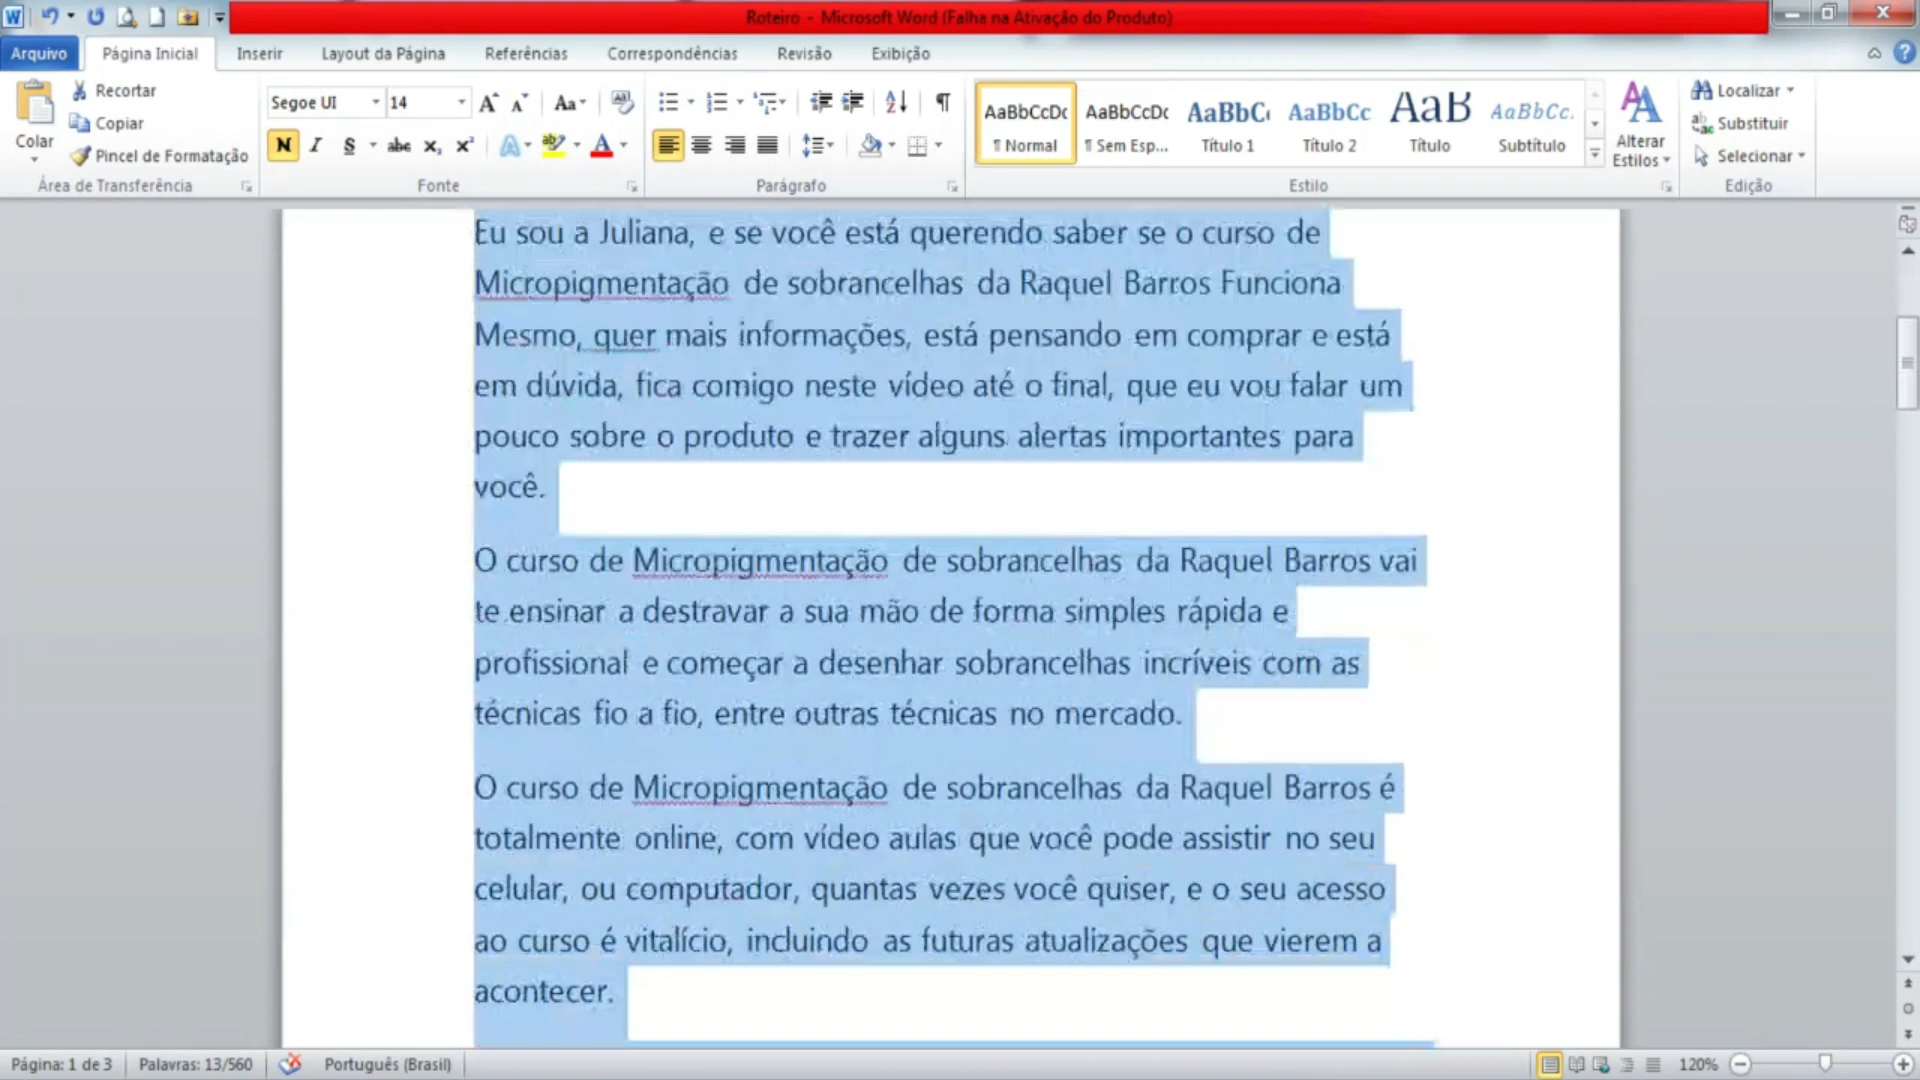 Roteiro - Microsoft Word (Falha na Ativação do Produto)
Arquivo Página Inicial Inserir Layout da Página Referências Correspondências Revisão Exibição
Colar
Recortar
Copiar
Pincel de Formatação
Área de Transferência
Segoe UI 14
Fonte
Parágrafo
AaBbCcDc AaBbCcDc AaBbC AaBbCc AaB AaBbCc.
¶ Normal ¶ Sem Esp... Título 1 Título 2 Título Subtítulo
Alterar
Estilos
Estilo
Localizar
Substituir
Selecionar
Edição
Eu sou a Juliana, e se você está querendo saber se o curso de
Micropigmentação de sobrancelhas da Raquel Barros Funciona
Mesmo, quer mais informações, está pensando em comprar e está
em dúvida, fica comigo neste vídeo até o final, que eu vou falar um
pouco sobre o produto e trazer alguns alertas importantes para
você.
O curso de Micropigmentação de sobrancelhas da Raquel Barros vai
te ensinar a destravar a sua mão de forma simples rápida e
profissional e começar a desenhar sobrancelhas incríveis com as
técnicas fio a fio, entre outras técnicas no mercado.
O curso de Micropigmentação de sobrancelhas da Raquel Barros é
totalmente online, com vídeo aulas que você pode assistir no seu
celular, ou computador, quantas vezes você quiser, e o seu acesso
ao curso é vitalício, incluindo as futuras atualizações que vierem a
acontecer.
Página: 1 de 3 Palavras: 13/560 Português (Brasil) 120%